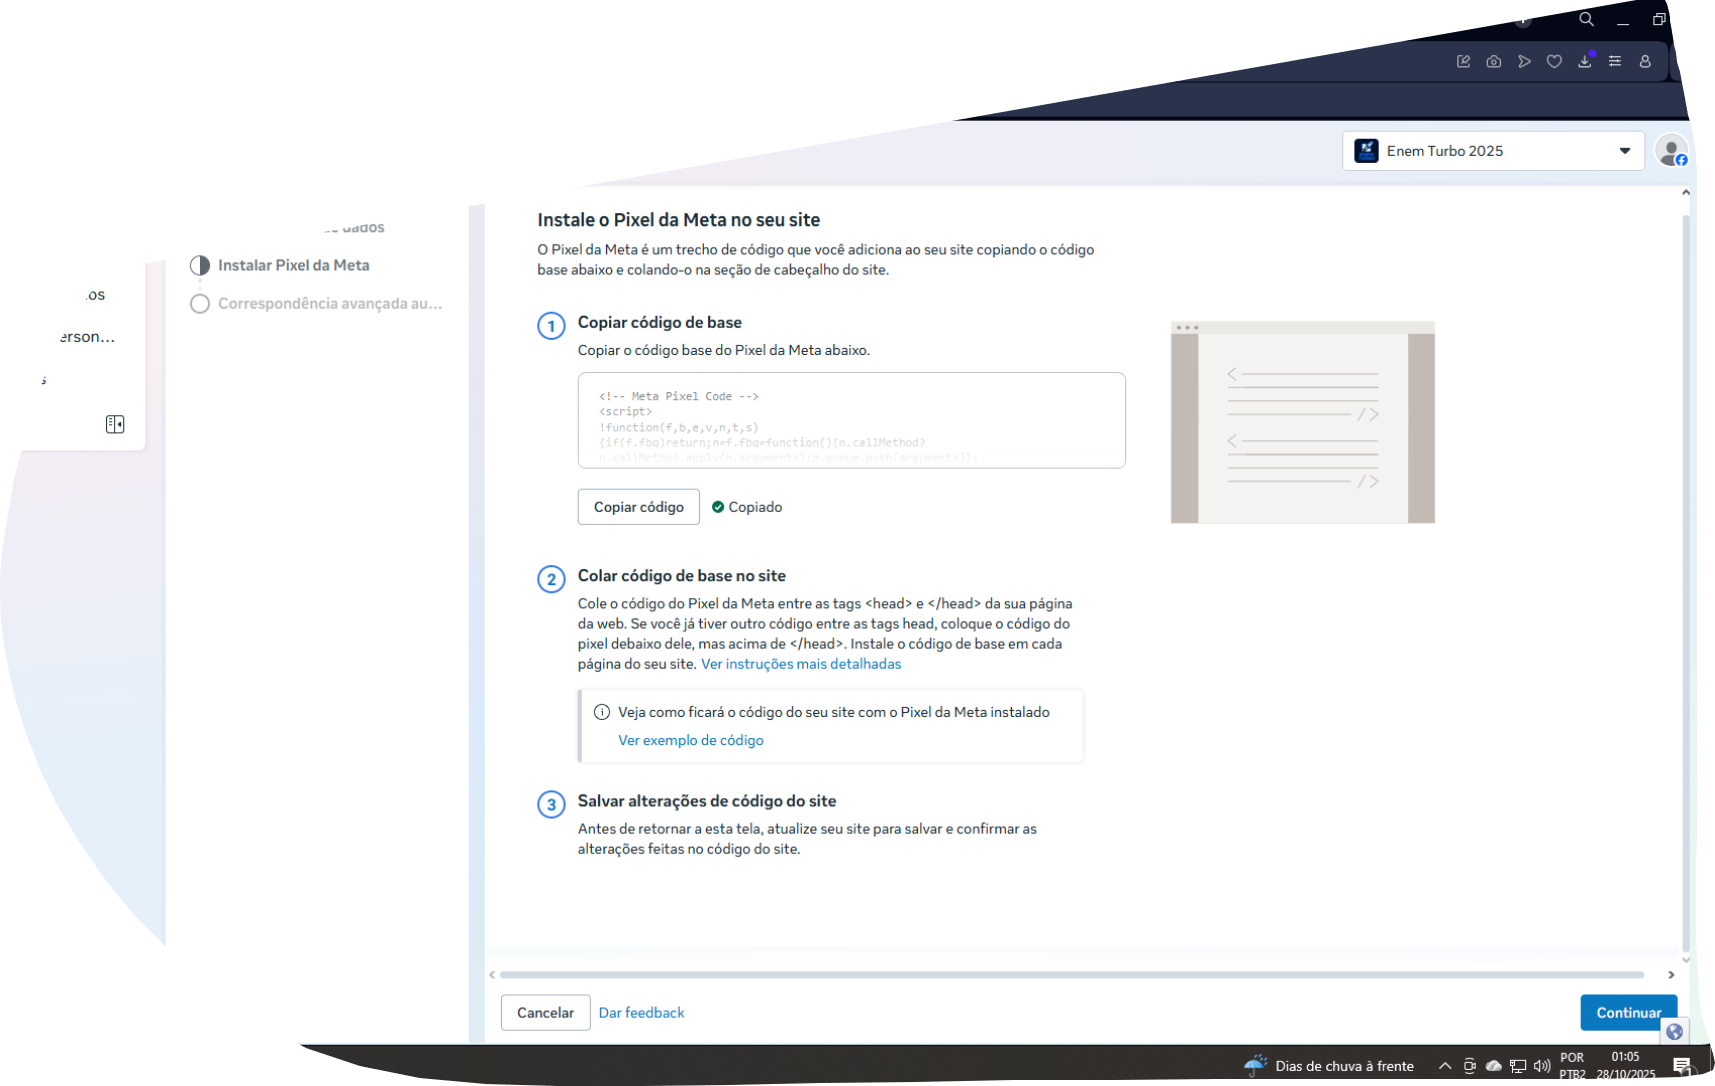 Enem Turbo 2025
dados
Instalar Pixel da Meta
Correspondência avançada au...
os
erson...
s
Instale o Pixel da Meta no seu site
O Pixel da Meta é um trecho de código que você adiciona ao seu site copiando o código
base abaixo e colando-o na seção de cabeçalho do site.
1 Copiar código de base
Copiar o código base do Pixel da Meta abaixo.
<!-- Meta Pixel Code -->
<script>
!function(f,b,e,v,n,t,s)
{if(f.fbq)return;n=f.fbq=function(){n.callMethod?
n.callMethod.apply(n,arguments):n.queue.push(arguments)};
Copiar código
Copiado
2 Colar código de base no site
Cole o código do Pixel da Meta entre as tags <head> e </head> da sua página
da web. Se você já tiver outro código entre as tags head, coloque o código do
pixel debaixo dele, mas acima de </head>. Instale o código de base em cada
página do seu site. Ver instruções mais detalhadas
Veja como ficará o código do seu site com o Pixel da Meta instalado
Ver exemplo de código
3 Salvar alterações de código do site
Antes de retornar a esta tela, atualize seu site para salvar e confirmar as
alterações feitas no código do site.
Cancelar
Dar feedback
Continuar
Dias de chuva à frente
POR
PTB2
01:05
28/10/2025